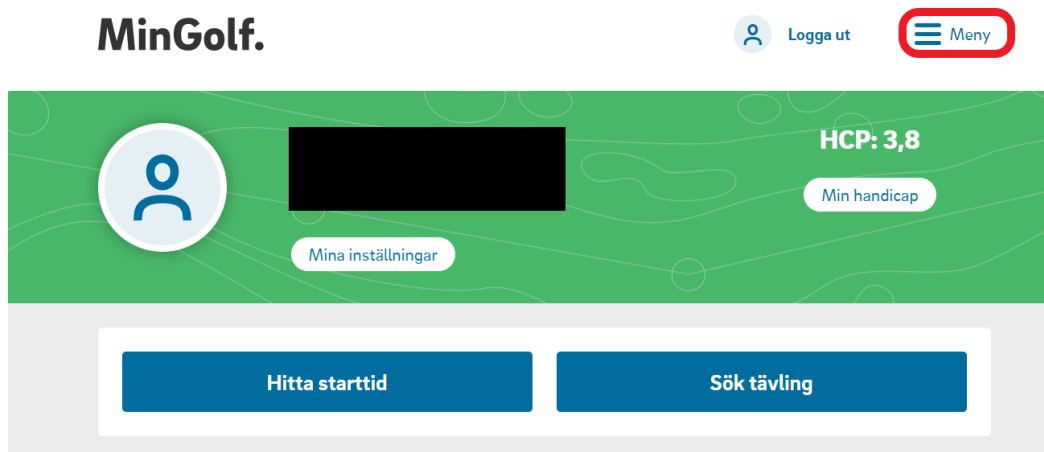 MinGolf.
Logga ut
Meny
HCP: 3,8
Min handicap
Mina inställningar
Hitta starttid
Sök tävling